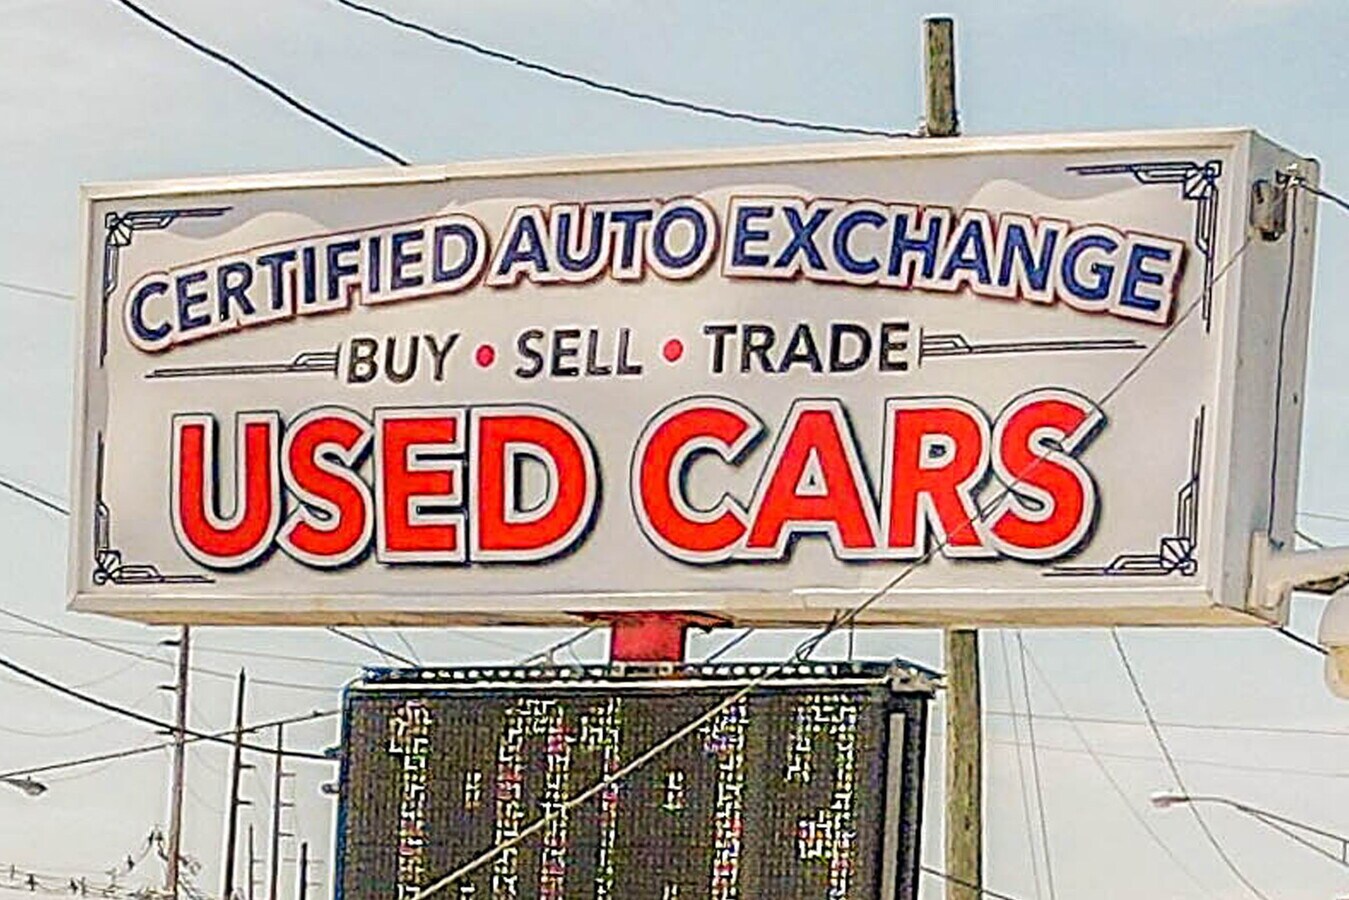 CERTIFIED AUTO EXCHANGE
BUY • SELL • TRADE
USED CARS